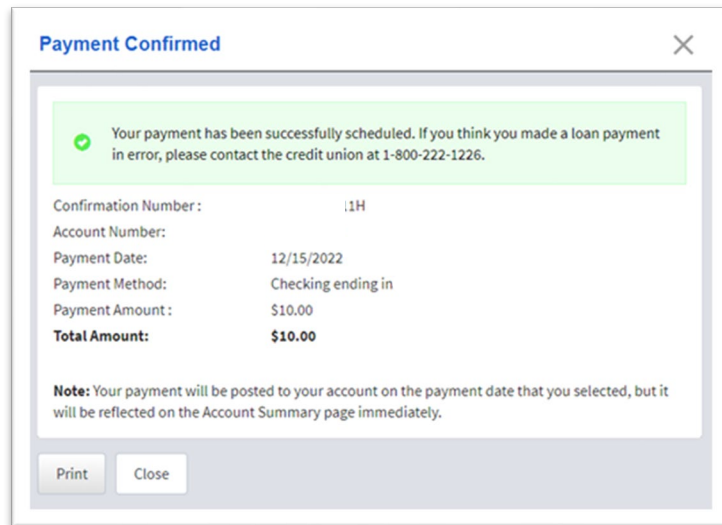 Payment Confirmed
Your payment has been successfully scheduled. If you think you made a loan payment
in error, please contact the credit union at 1-800-222-1226.
Confirmation Number :
Account Number:
Payment Date: 12/15/2022
Payment Method: Checking ending in
Payment Amount : $10.00
Total Amount: $10.00
Note: Your payment will be posted to your account on the payment date that you selected, but it
will be reflected on the Account Summary page immediately.
Print Close